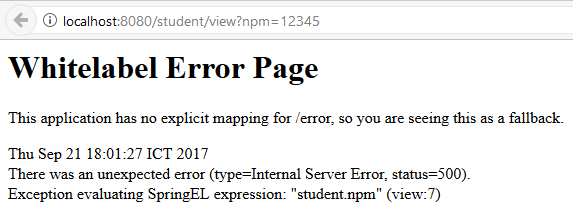 localhost:8080/student/view?npm=12345
Whitelabel Error Page
This application has no explicit mapping for /error, so you are seeing this as a fallback.
Thu Sep 21 18:01:27 ICT 2017
There was an unexpected error (type=Internal Server Error, status=500).
Exception evaluating SpringEL expression: "student.npm" (view:7)